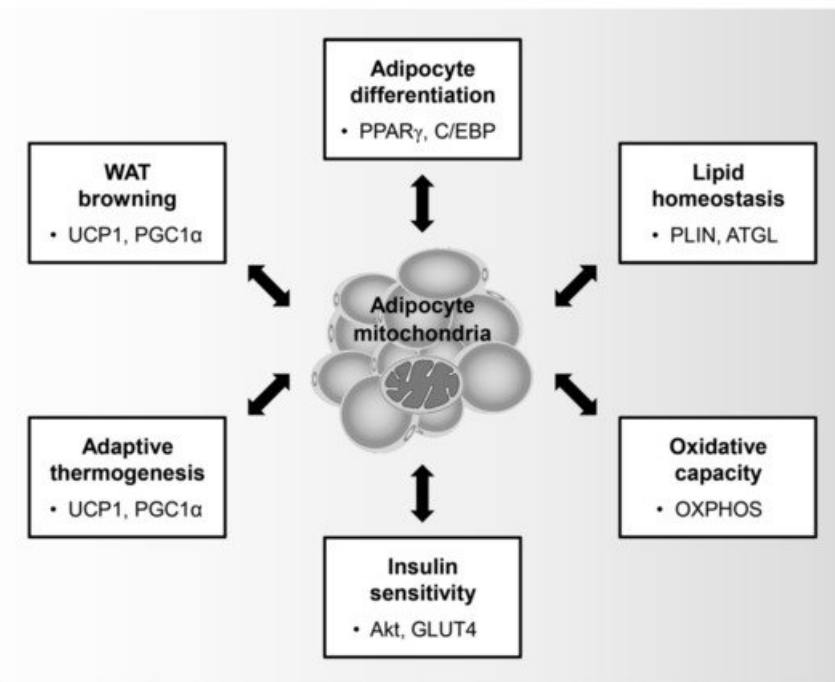 Adipocyte
differentiation
• PPARγ, C/EBP
WAT
browning
• UCP1, PGC1α
Lipid
homeostasis
• PLIN, ATGL
Adipocyte
mitochondria
Adaptive
thermogenesis
• UCP1, PGC1α
Oxidative
capacity
• OXPHOS
Insulin
sensitivity
• Akt, GLUT4